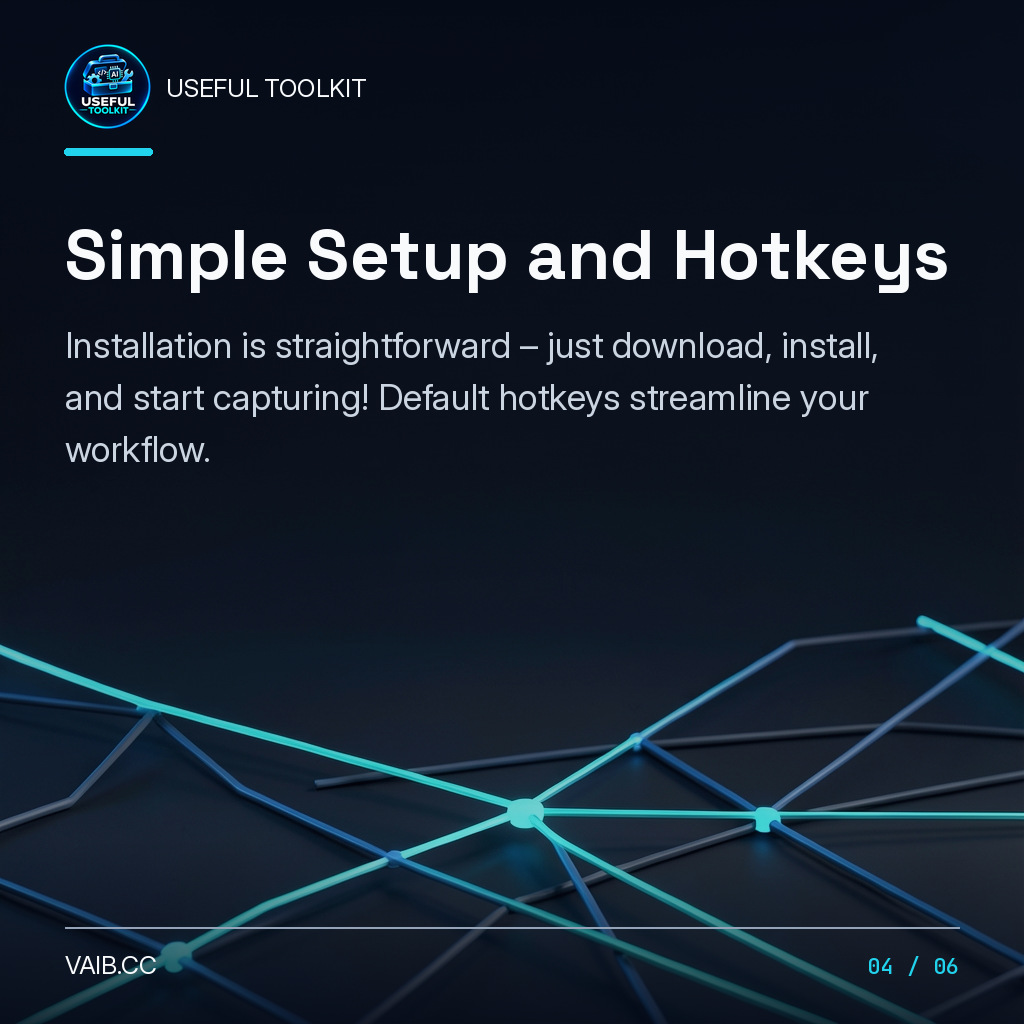 USEFUL TOOLKIT
AI
USEFUL
TOOLKIT
Simple Setup and Hotkeys
Installation is straightforward – just download, install,
and start capturing! Default hotkeys streamline your
workflow.
VAIB.CC
04 / 06